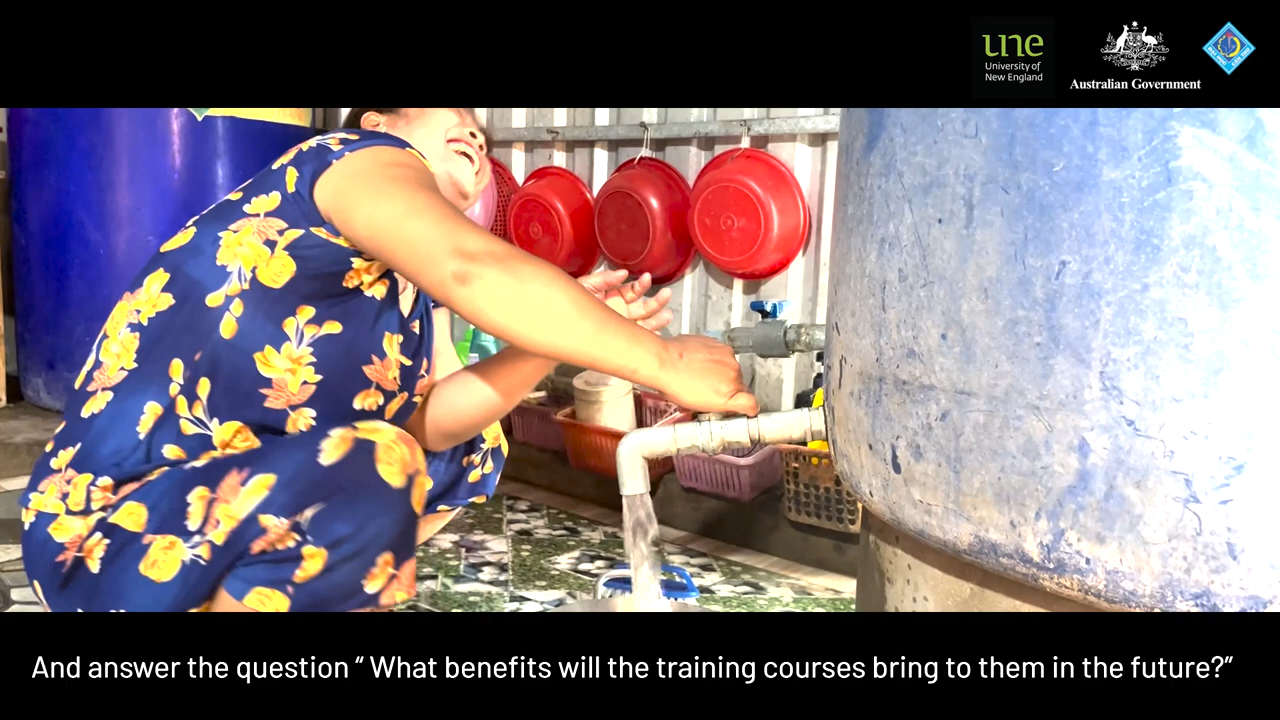 une
University of
New England
Australian Government
And answer the question “ What benefits will the training courses bring to them in the future?”